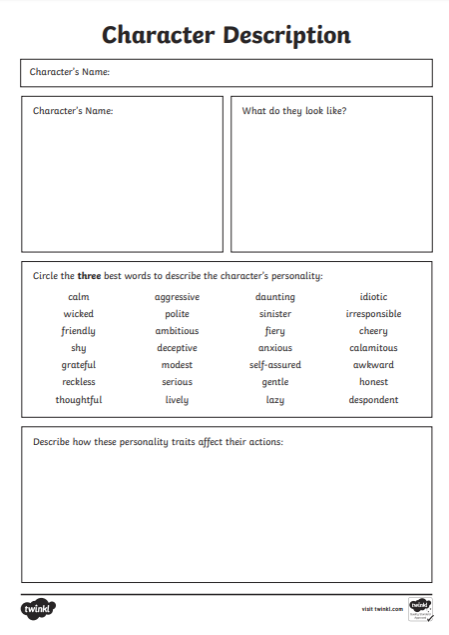 Character Description
Character's Name:
Character's Name:
What do they look like?
Circle the three best words to describe the character's personality:
calm aggressive daunting idiotic
wicked polite sinister irresponsible
friendly ambitious fiery cheery
shy deceptive anxious calamitous
grateful modest self-assured awkward
reckless serious gentle honest
thoughtful lively lazy despondent
Describe how these personality traits affect their actions:
twinkl
visit twinkl.com
twinkl